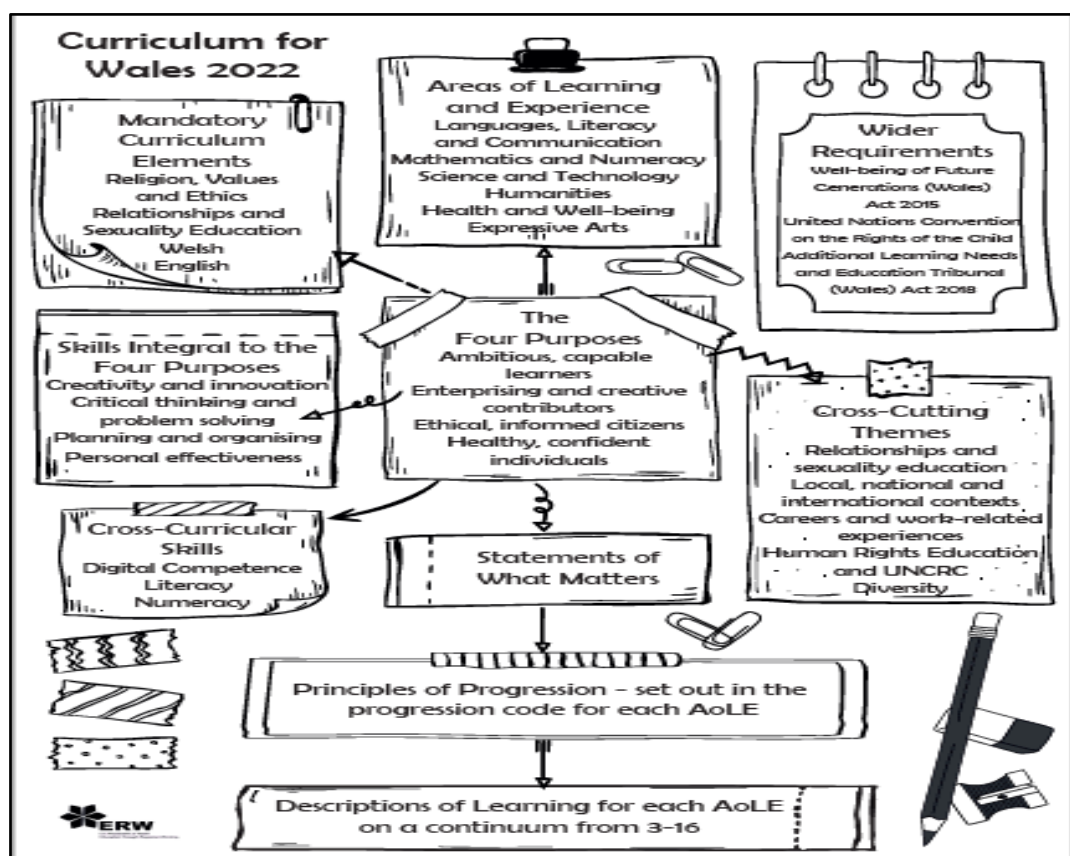 Curriculum for
Wales 2022
Mandatory
Curriculum
Elements
Religion, Values
and Ethics
Relationships and
Sexuality Education
Welsh
English
Areas of Learning
and Experience
Languages, Literacy
and Communication
Mathematics and Numeracy
Science and Technology
Humanities
Health and Well-being
Expressive Arts
Wider
Requirements
Well-being of Future
Generations (Wales)
Act 2015
United Nations Convention
on the Rights of the Child
Additional Learning Needs
and Education Tribunal
(Wales) Act 2018
Skills Integral to the
Four Purposes
Creativity and innovation
Critical thinking and
problem solving
Planning and organising
Personal effectiveness
The
Four Purposes
Ambitious, capable
learners
Enterprising and creative
contributors
Ethical, informed citizens
Healthy, confident
individuals
Cross-Cutting
Themes
Relationships and
sexuality education
Local, national and
international contexts
Careers and work-related
experiences
Human Rights Education
and UNCRC
Diversity
Cross-Curricular
Skills
Digital Competence
Literacy
Numeracy
Statements of
What Matters
Principles of Progression - set out in the
progression code for each AoLE
Descriptions of Learning for each AoLE
on a continuum from 3-16
ERW